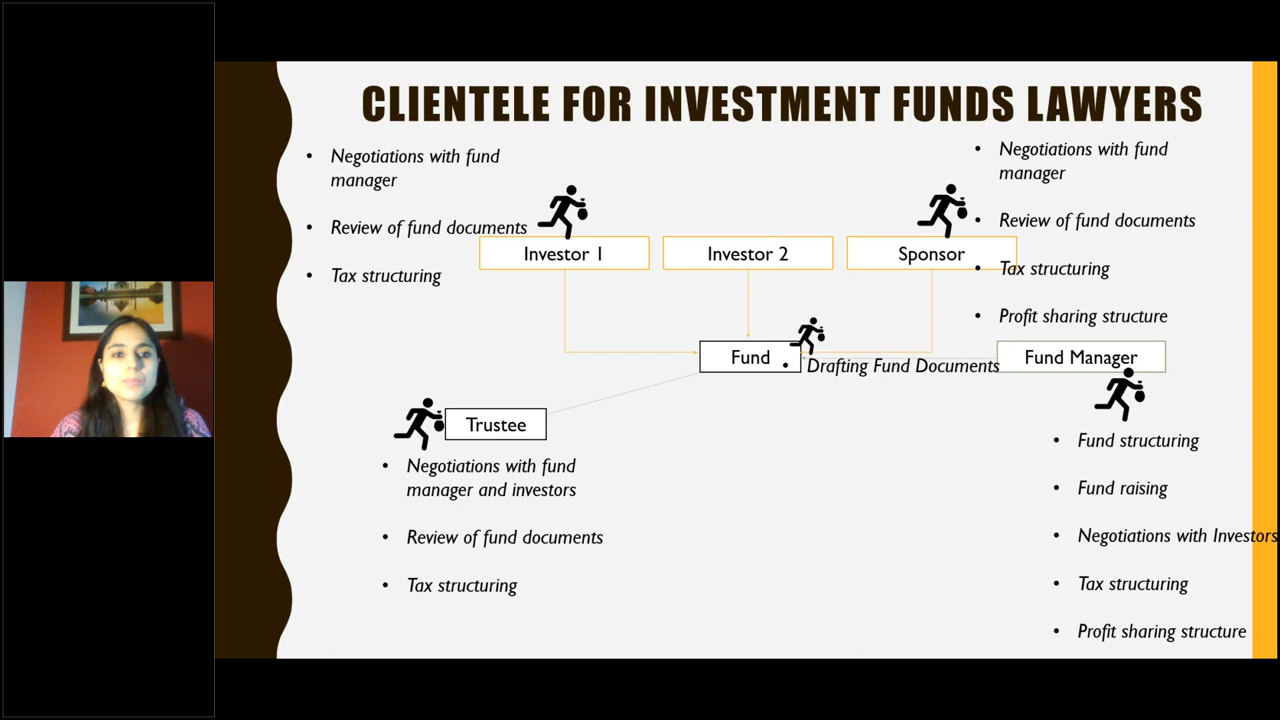 CLIENTELE FOR INVESTMENT FUNDS LAWYERS
• Negotiations with fund
manager
• Review of fund documents
• Tax structuring
• Negotiations with fund
manager
• Review of fund documents
• Tax structuring
• Profit sharing structure
Investor 1
Investor 2
Sponsor
Fund
• Drafting Fund Documents
Fund Manager
Trustee
• Negotiations with fund
manager and investors
• Review of fund documents
• Tax structuring
• Fund structuring
• Fund raising
• Negotiations with Investors
• Tax structuring
• Profit sharing structure